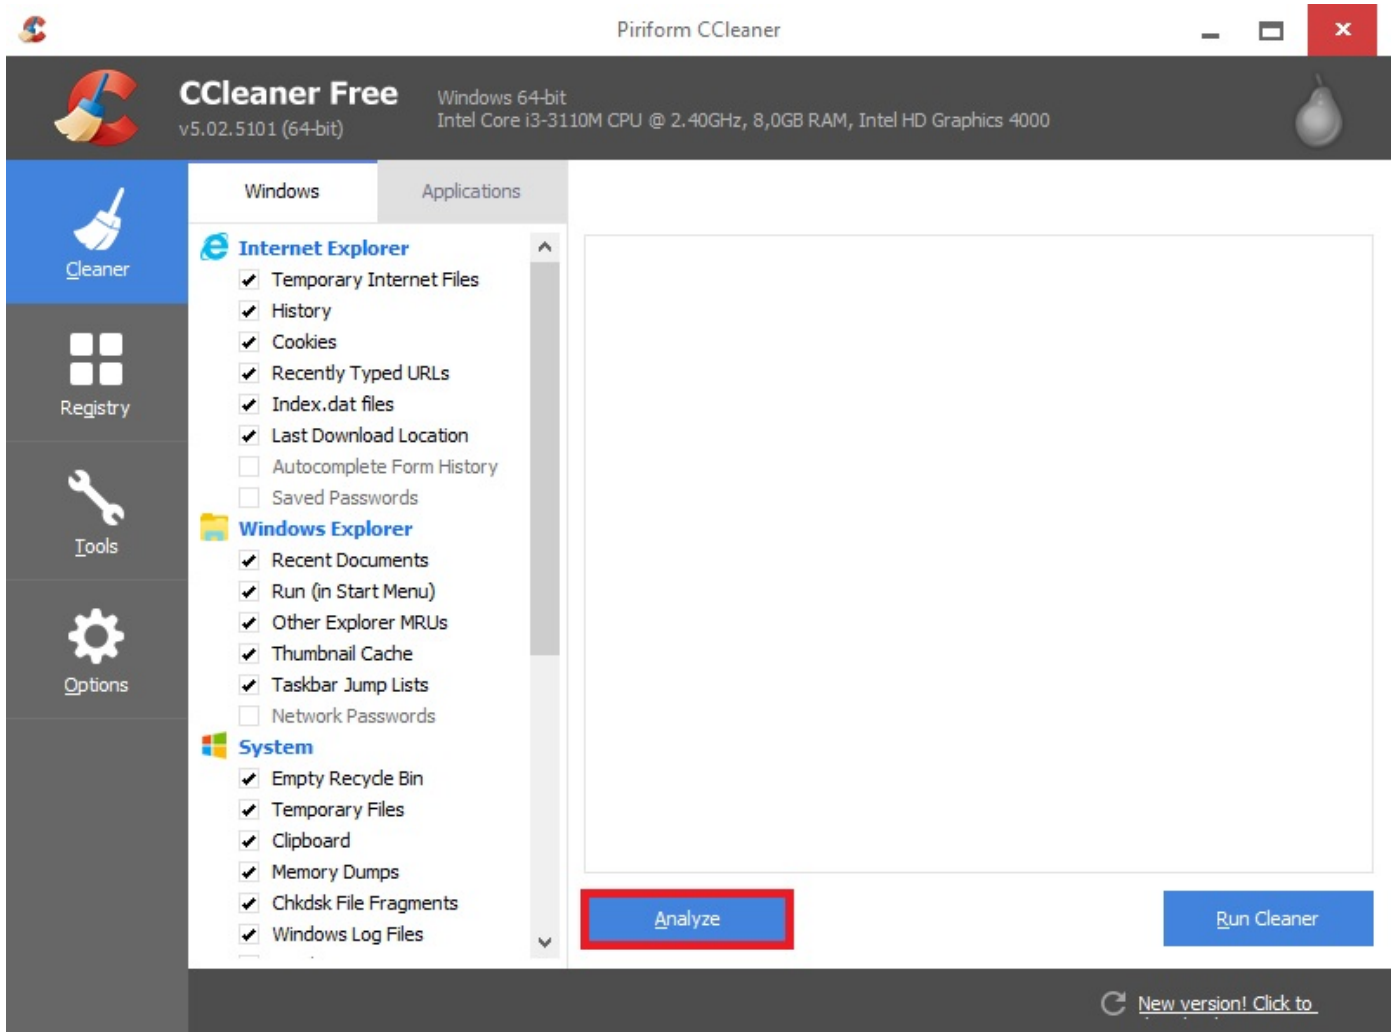 Piriform CCleaner
CCleaner Free
v5.02.5101 (64-bit)
Windows 64-bit
Intel Core i3-3110M CPU @ 2.40GHz, 8,0GB RAM, Intel HD Graphics 4000
Cleaner
Registry
Tools
Options
Windows
Applications
Internet Explorer
Temporary Internet Files
History
Cookies
Recently Typed URLs
Index.dat files
Last Download Location
Autocomplete Form History
Saved Passwords
Windows Explorer
Recent Documents
Run (in Start Menu)
Other Explorer MRUs
Thumbnail Cache
Taskbar Jump Lists
Network Passwords
System
Empty Recycle Bin
Temporary Files
Clipboard
Memory Dumps
Chkdsk File Fragments
Windows Log Files
Analyze
Run Cleaner
New version! Click to